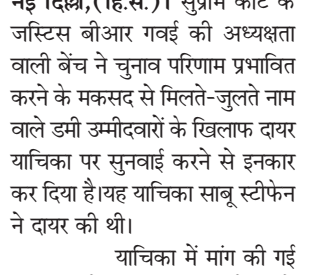 नई दिल्ली,(हि.स.)। सुप्रीम कोर्ट के
जस्टिस बीआर गवई की अध्यक्षता
वाली बेंच ने चुनाव परिणाम प्रभावित
करने के मकसद से मिलते-जुलते नाम
वाले डमी उम्मीदवारों के खिलाफ दायर
याचिका पर सुनवाई करने से इनकार
कर दिया है।यह याचिका साबू स्टीफेन
ने दायर की थी।
याचिका में मांग की गई